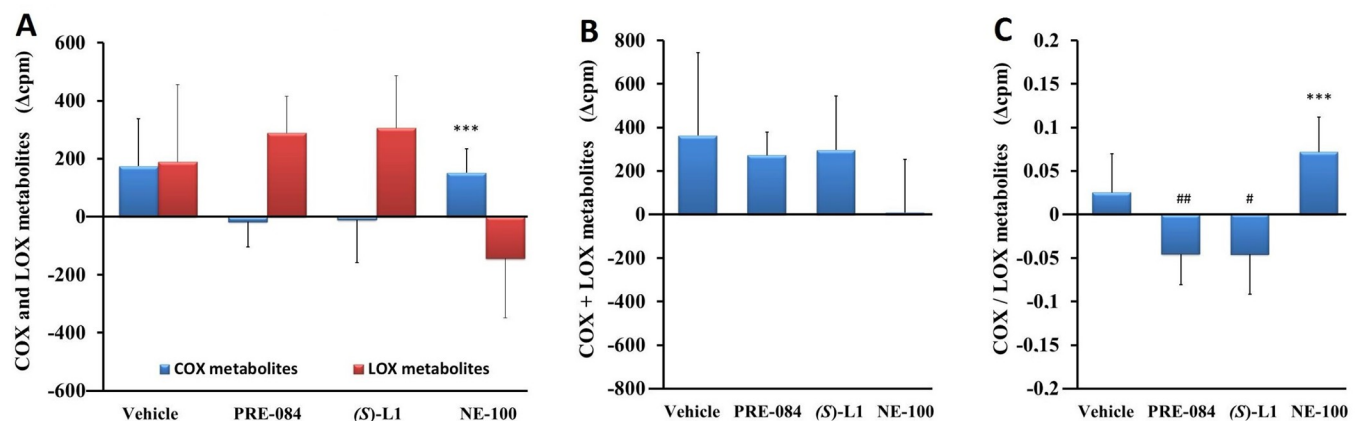 A
COX and LOX metabolites (Δcpm)
600
400
200
0
-200
-400
-600
***
COX metabolites
LOX metabolites
Vehicle
PRE-084
(S)-L1
NE-100
B
COX + LOX metabolites (Δcpm)
800
600
400
200
0
-200
-400
-600
-800
Vehicle
PRE-084
(S)-L1
NE-100
C
COX / LOX metabolites (Δcpm)
0.2
0.15
0.1
0.05
0
-0.05
-0.1
-0.15
-0.2
##
#
***
Vehicle
PRE-084
(S)-L1
NE-100